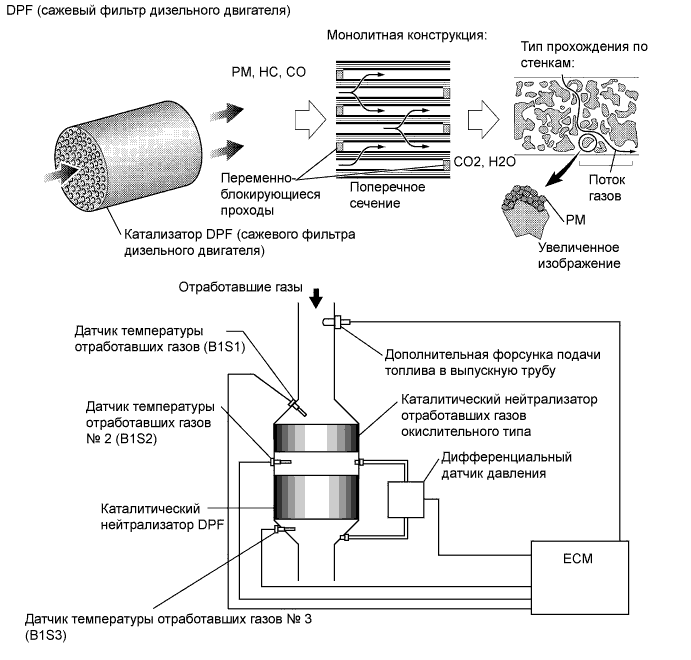 DPF (сажевый фильтр дизельного двигателя)
Монолитная конструкция:
Тип прохождения по
стенкам:
PM, HC, CO
CO2, H2O
Переменно-
блокирующиеся
проходы
Поперечное
сечение
Поток
газов
PM
Увеличенное
изображение
Катализатор DPF (сажевого фильтра
дизельного двигателя)
Отработавшие газы
Датчик температуры
отработавших газов (B1S1)
Дополнительная форсунка подачи
топлива в выпускную трубу
Датчик температуры
отработавших газов
№ 2 (B1S2)
Каталитический нейтрализатор
отработавших газов
окислительного типа
Дифференциальный
датчик давления
Каталитический
нейтрализатор DPF
ECM
Датчик температуры отработавших газов № 3
(B1S3)